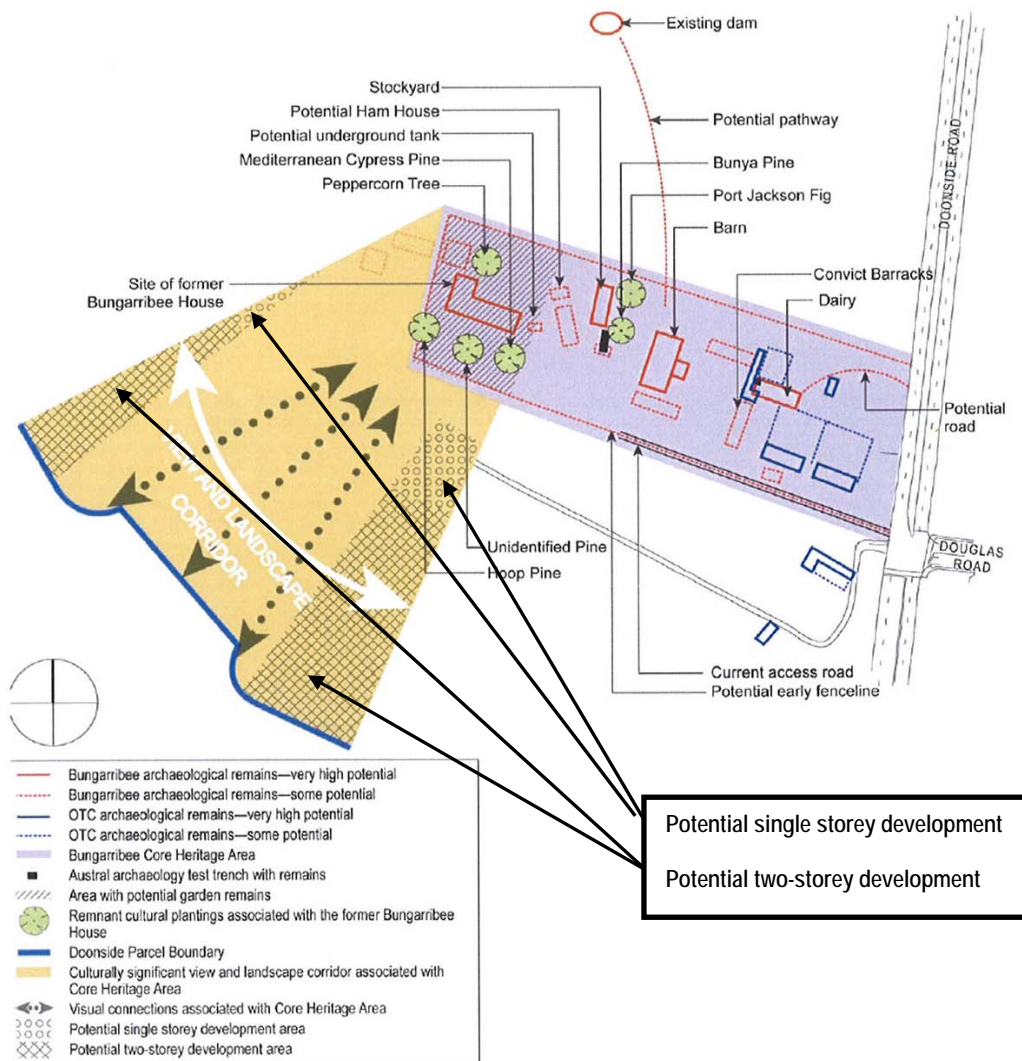 Existing dam
Stockyard
Potential Ham House
Potential underground tank
Mediterranean Cypress Pine
Peppercorn Tree
Potential pathway
Bunya Pine
Port Jackson Fig
Barn
DOONSIDE ROAD
Site of former
Bungarribee House
Convict Barracks
Dairy
Potential
road
VIEW AND LANDSCAPE
CORRIDOR
Unidentified Pine
Hoop Pine
DOUGLAS
ROAD
Current access road
Potential early fenceline
Bungarribee archaeological remains—very high potential
Bungarribee archaeological remains—some potential
OTC archaeological remains—very high potential
OTC archaeological remains—some potential
Bungarribee Core Heritage Area
Austral archaeology test trench with remains
Area with potential garden remains
Remnant cultural plantings associated with the former Bungarribee
House
Doonside Parcel Boundary
Culturally significant view and landscape corridor associated with
Core Heritage Area
Visual connections associated with Core Heritage Area
Potential single storey development area
Potential two-storey development area
Potential single storey development
Potential two-storey development